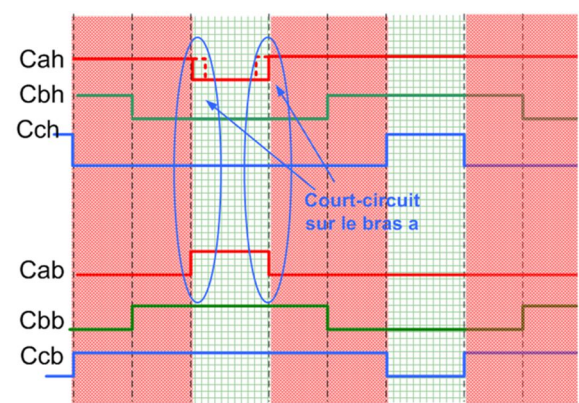 Cah
Cbh
Cch
Court-circuit
sur le bras a
Cab
Cbb
Ccb